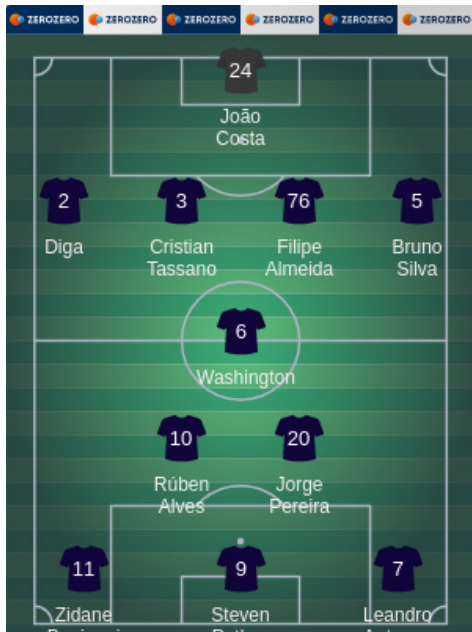 ZEROZERO ZEROZERO ZEROZERO ZEROZERO ZEROZERO ZEROZERO
24
João
Costa
2 3 76 5
Diga Cristian Filipe Bruno
Tassano Almeida Silva
6
Washington
10 20
Rúben Jorge
Alves Pereira
11 9 7
Zidane Steven Leandro